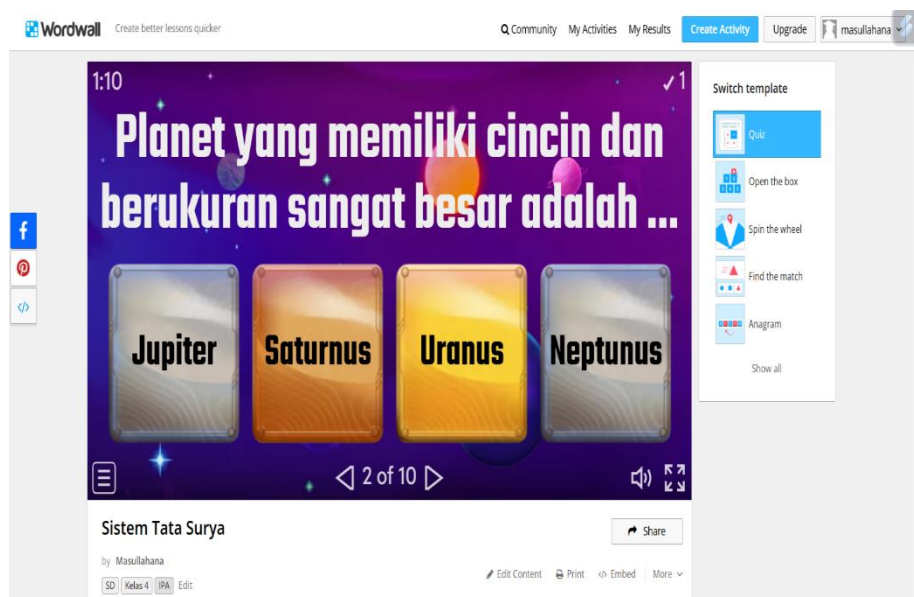 Wordwall Create better lessons quicker
Community My Activities My Results Create Activity Upgrade masullahana
1:10
1
Planet yang memiliki cincin dan
berukuran sangat besar adalah ...
Jupiter Saturnus Uranus Neptunus
2 of 10
Switch template
Quiz
Open the box
Spin the wheel
Find the match
Anagram
Show all
Sistem Tata Surya
Share
by Masullahana
SD Kelas 4 IPA Edit
Edit Content Print Embed More